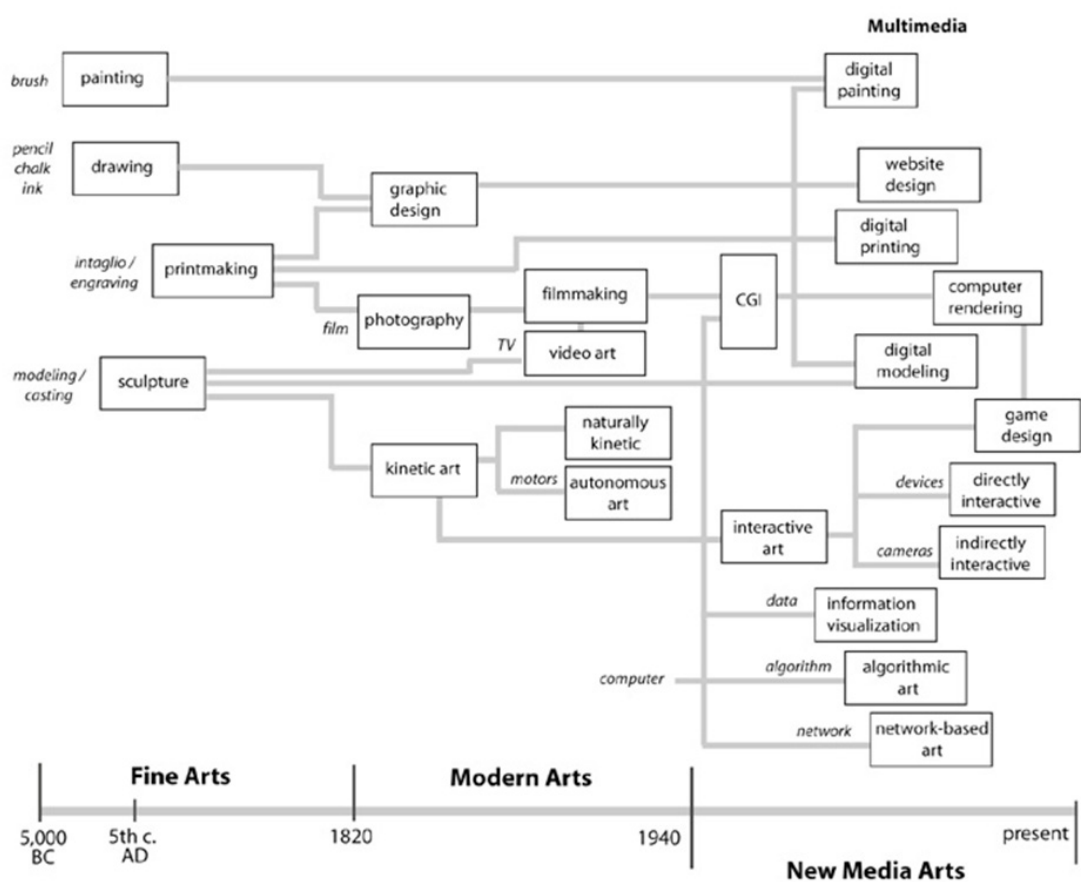 Multimedia
brush
painting
digital
painting
pencil
chalk
ink
drawing
graphic
design
website
design
digital
printing
intaglio /
engraving
printmaking
film
photography
filmmaking
CGI
computer
rendering
TV
video art
digital
modeling
modeling /
casting
sculpture
game
design
kinetic art
naturally
kinetic
motors
autonomous
art
devices
directly
interactive
interactive
art
cameras
indirectly
interactive
data
information
visualization
computer
algorithm
algorithmic
art
network
network-based
art
Fine Arts
Modern Arts
5,000
BC
5th c.
AD
1820
1940
present
New Media Arts